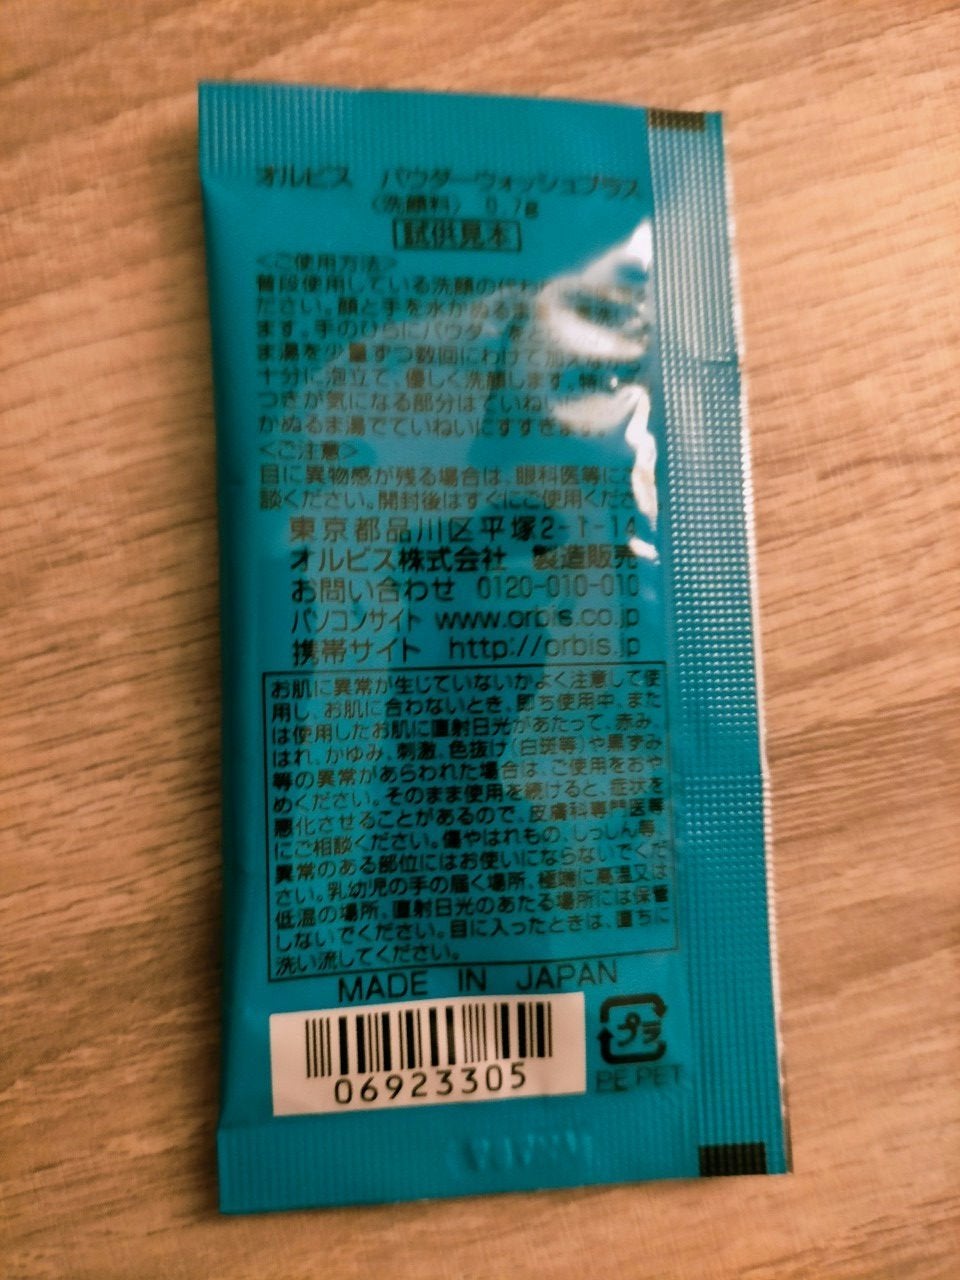 オルビス パウダーウォッシュプラス
(洗顔料) 0.7g
試供見本
<ご使用方法>
普段使用している洗顔の代わ
ださい。顔と手を水かぬるま
ます。手のひらにパウダーを
ま湯を少量ずつ数回にわけて加えなが
十分に泡立て、優しく洗顔します。特に
つきが気になる部分はていねい
かぬるま湯でていねいにすすぎます。
<ご注意>
目に異物感が残る場合は、眼科医等にご
談ください。開封後はすぐにご使用くださ
東京都品川区平塚2-1-14
オルビス株式会社 製造販売
お問い合わせ 0120-010-010
パソコンサイト www.orbis.co.jp
携帯サイト http://orbis.jp
お肌に異常が生じていないかよく注意して使
用し、お肌に合わないとき、即ち使用中、また
は使用したお肌に直射日光があたって、赤み、
はれ、かゆみ、刺激、色抜け(白斑等)や黒ずみ
等の異常があらわれた場合は、ご使用をおや
めください。そのまま使用を続けると、症状を
悪化させることがあるので、皮膚科専門医等
にご相談ください。傷やはれもの、しっしん等、
異常のある部位にはお使いにならないでくだ
さい。乳幼児の手の届く場所、極端に高温又は
低温の場所、直射日光のあたる場所には保管
しないでください。目に入ったときは、直ちに
洗い流してください。
MADE IN JAPAN
06923305
プラ
PE PET